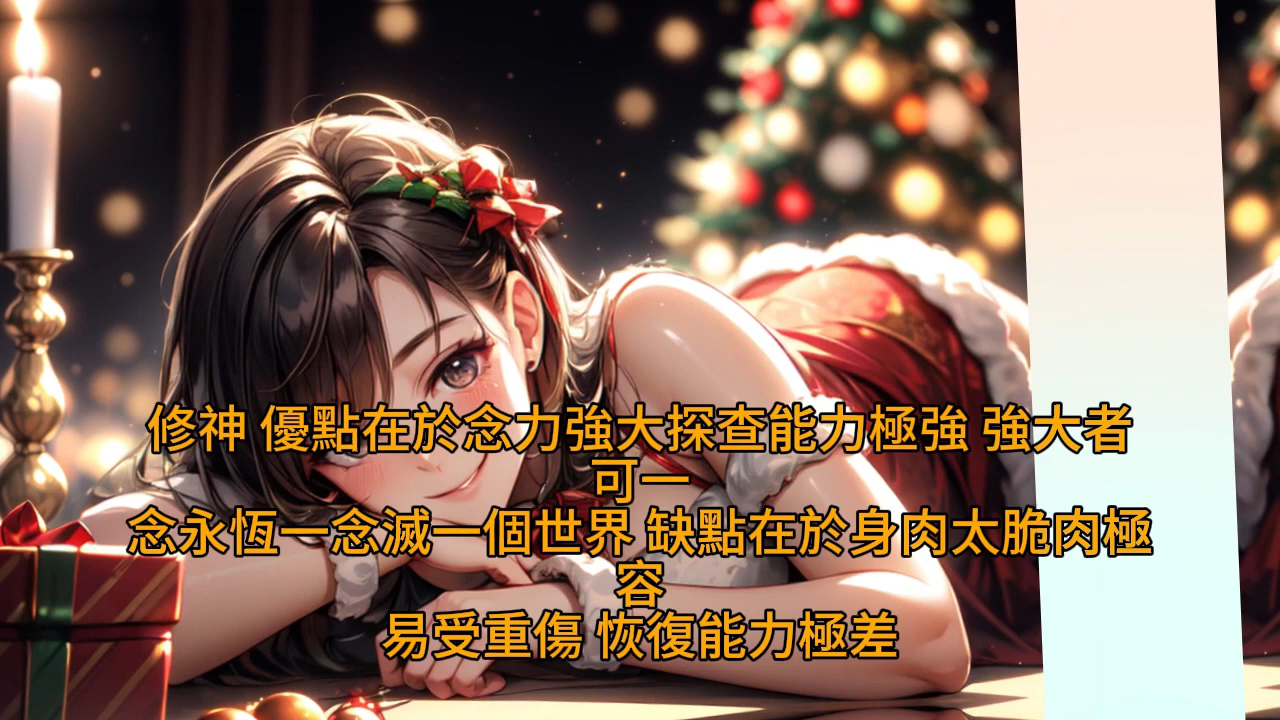 修神 優點在於念力強大探查能力極強 強大者
可一
念永恆一念滅一個世界 缺點在於身肉太脆肉極
容
易受重傷 恢復能力極差